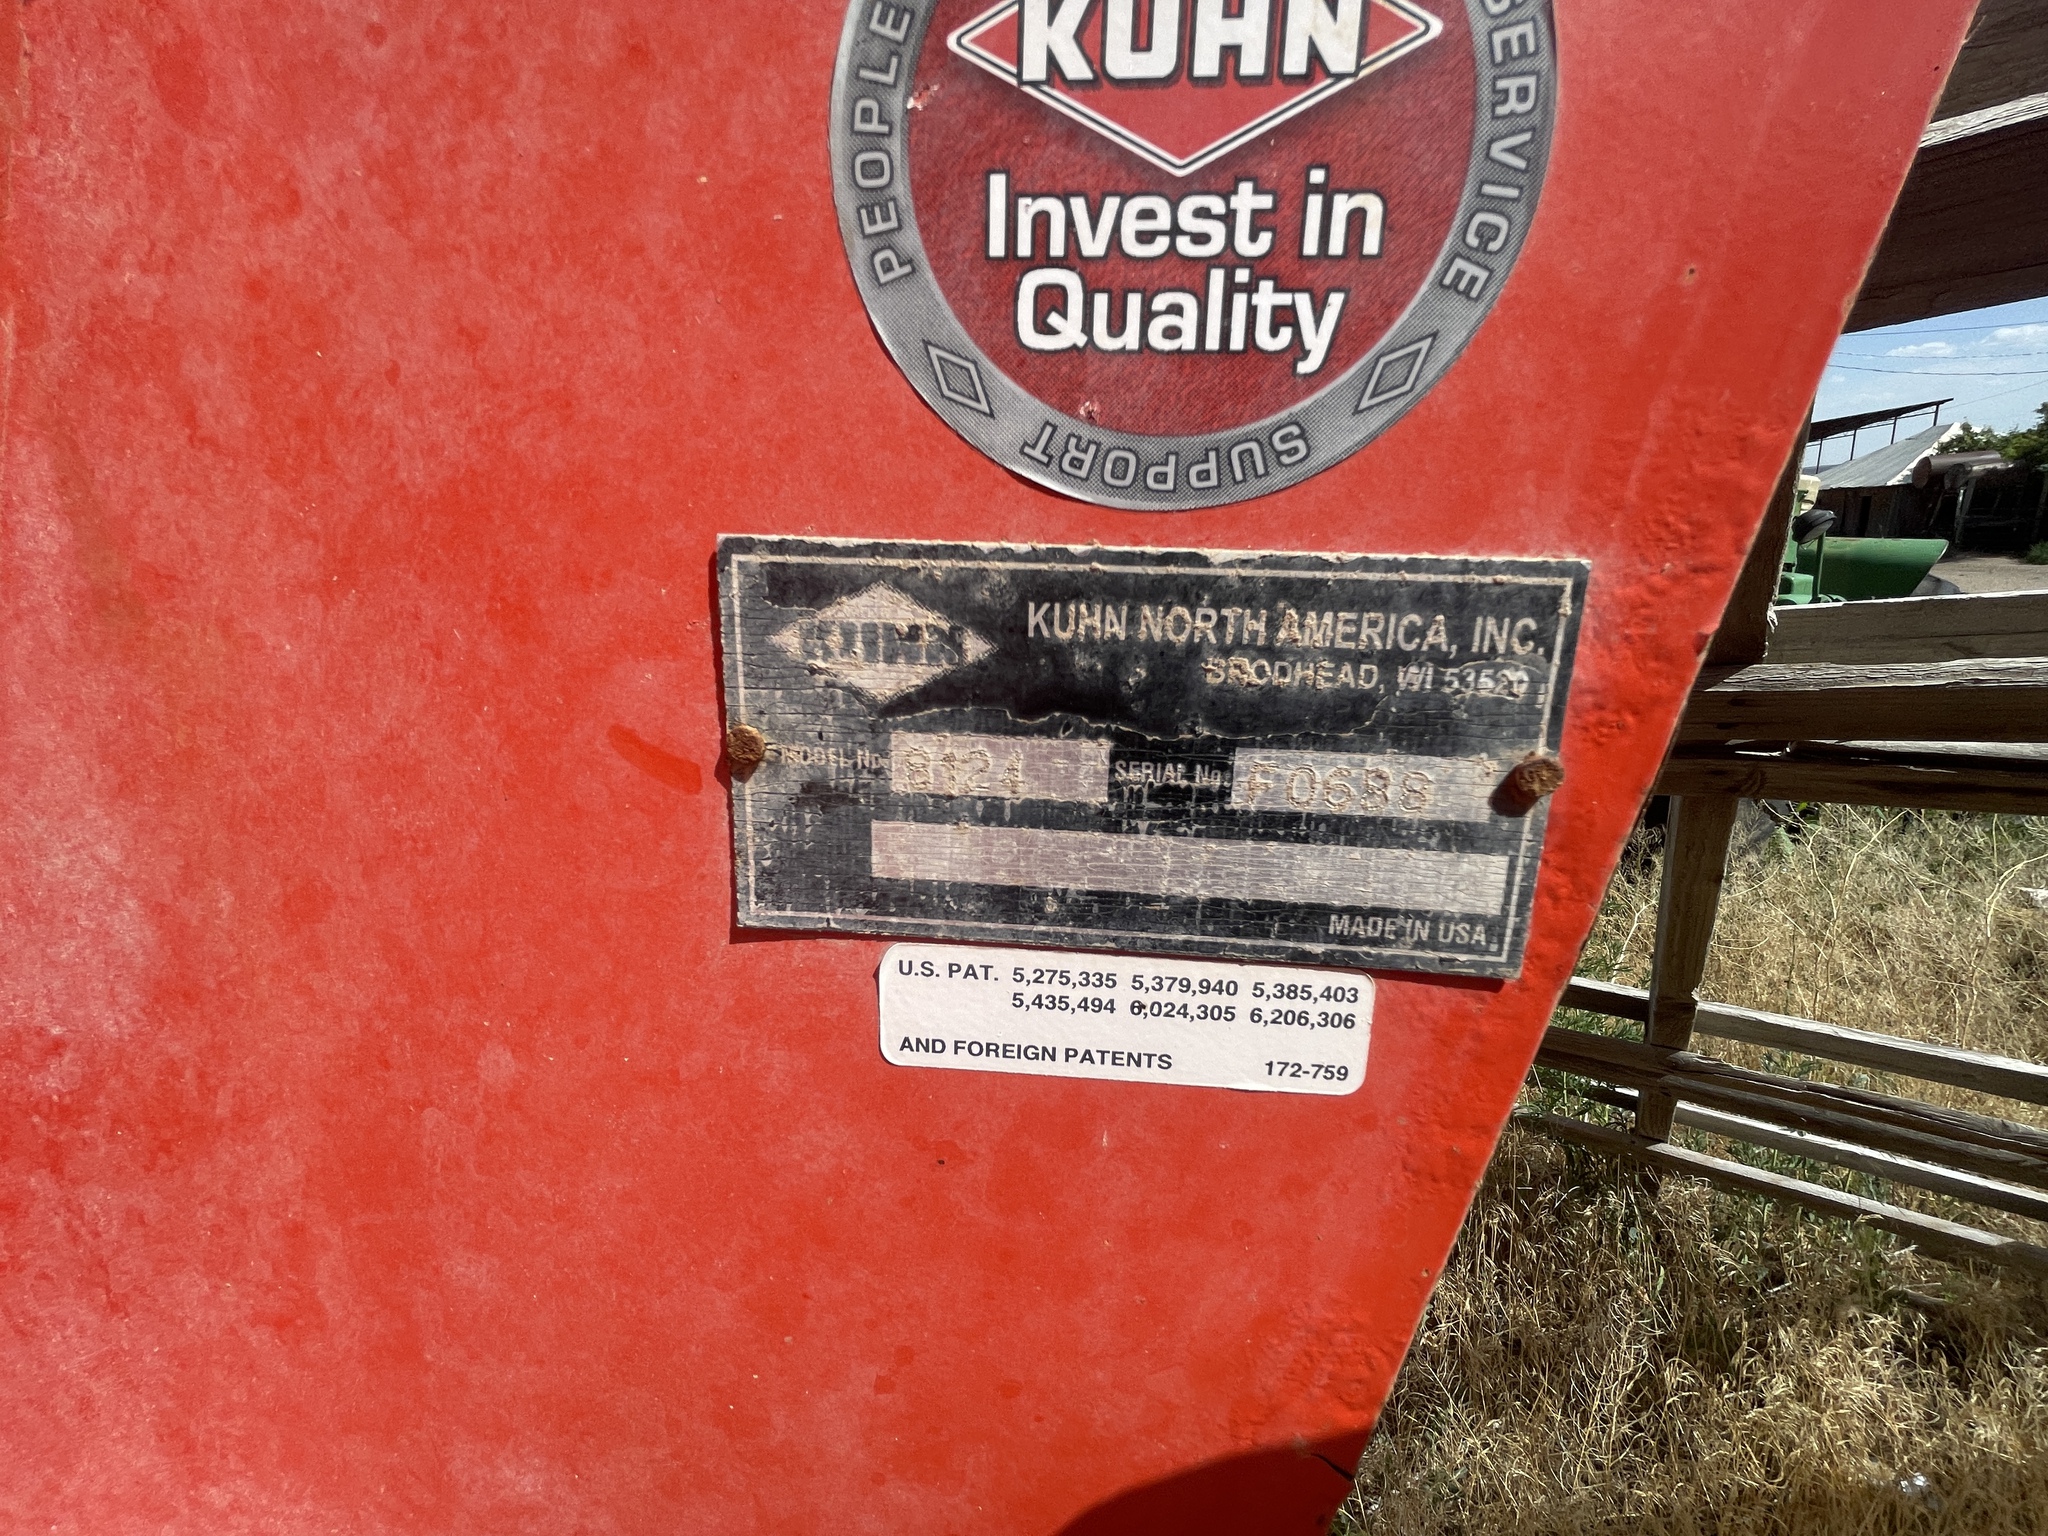 KUHN
Invest in
Quality
PEOPLE
SERVICE
SUPPORT
KUHN
KUHN NORTH AMERICA, INC.
BRODHEAD, WI 53520
MODEL No. 8124
SERIAL No. F0688
MADE IN USA
U.S. PAT. 5,275,335 5,379,940 5,385,403
5,435,494 6,024,305 6,206,306
AND FOREIGN PATENTS 172-759